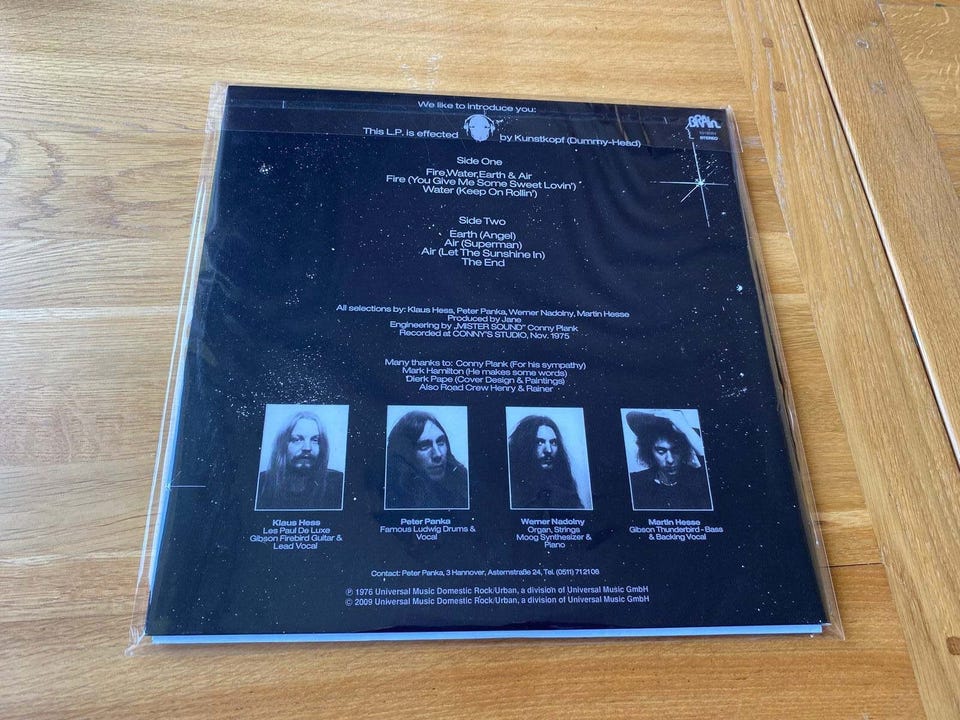 We like to introduce you:
This L.P. is effected by Kunstkopf (Dummy-Head)
BRAIN
STEREO
Side One
Fire,Water,Earth & Air
Fire (You Give Me Some Sweet Lovin')
Water (Keep On Rollin')
Side Two
Earth (Angel)
Air (Superman)
Air (Let The Sunshine In)
The End
All selections by: Klaus Hess, Peter Panka, Werner Nadolny, Martin Hesse
Produced by Jane
Engineering by „MISTER SOUND" Conny Plank
Recorded at CONNY'S STUDIO, Nov. 1975
Many thanks to: Conny Plank (For his sympathy)
Mark Hamilton (He makes some words)
Dierk Pape (Cover Design & Paintings)
Also Road Crew Henry & Rainer
Klaus Hess
Les Paul De Luxe
Gibson Firebird Guitar &
Lead Vocal
Peter Panka
Famous Ludwig Drums &
Vocal
Werner Nadolny
Organ, Strings
Moog Synthesizer &
Piano
Martin Hesse
Gibson Thunderbird - Bass
& Backing Vocal
Contact: Peter Panka, 3 Hannover, Asternstraße 24, Tel. (0511) 712108
℗ 1976 Universal Music Domestic Rock/Urban, a division of Universal Music GmbH
© 2009 Universal Music Domestic Rock/Urban, a division of Universal Music GmbH